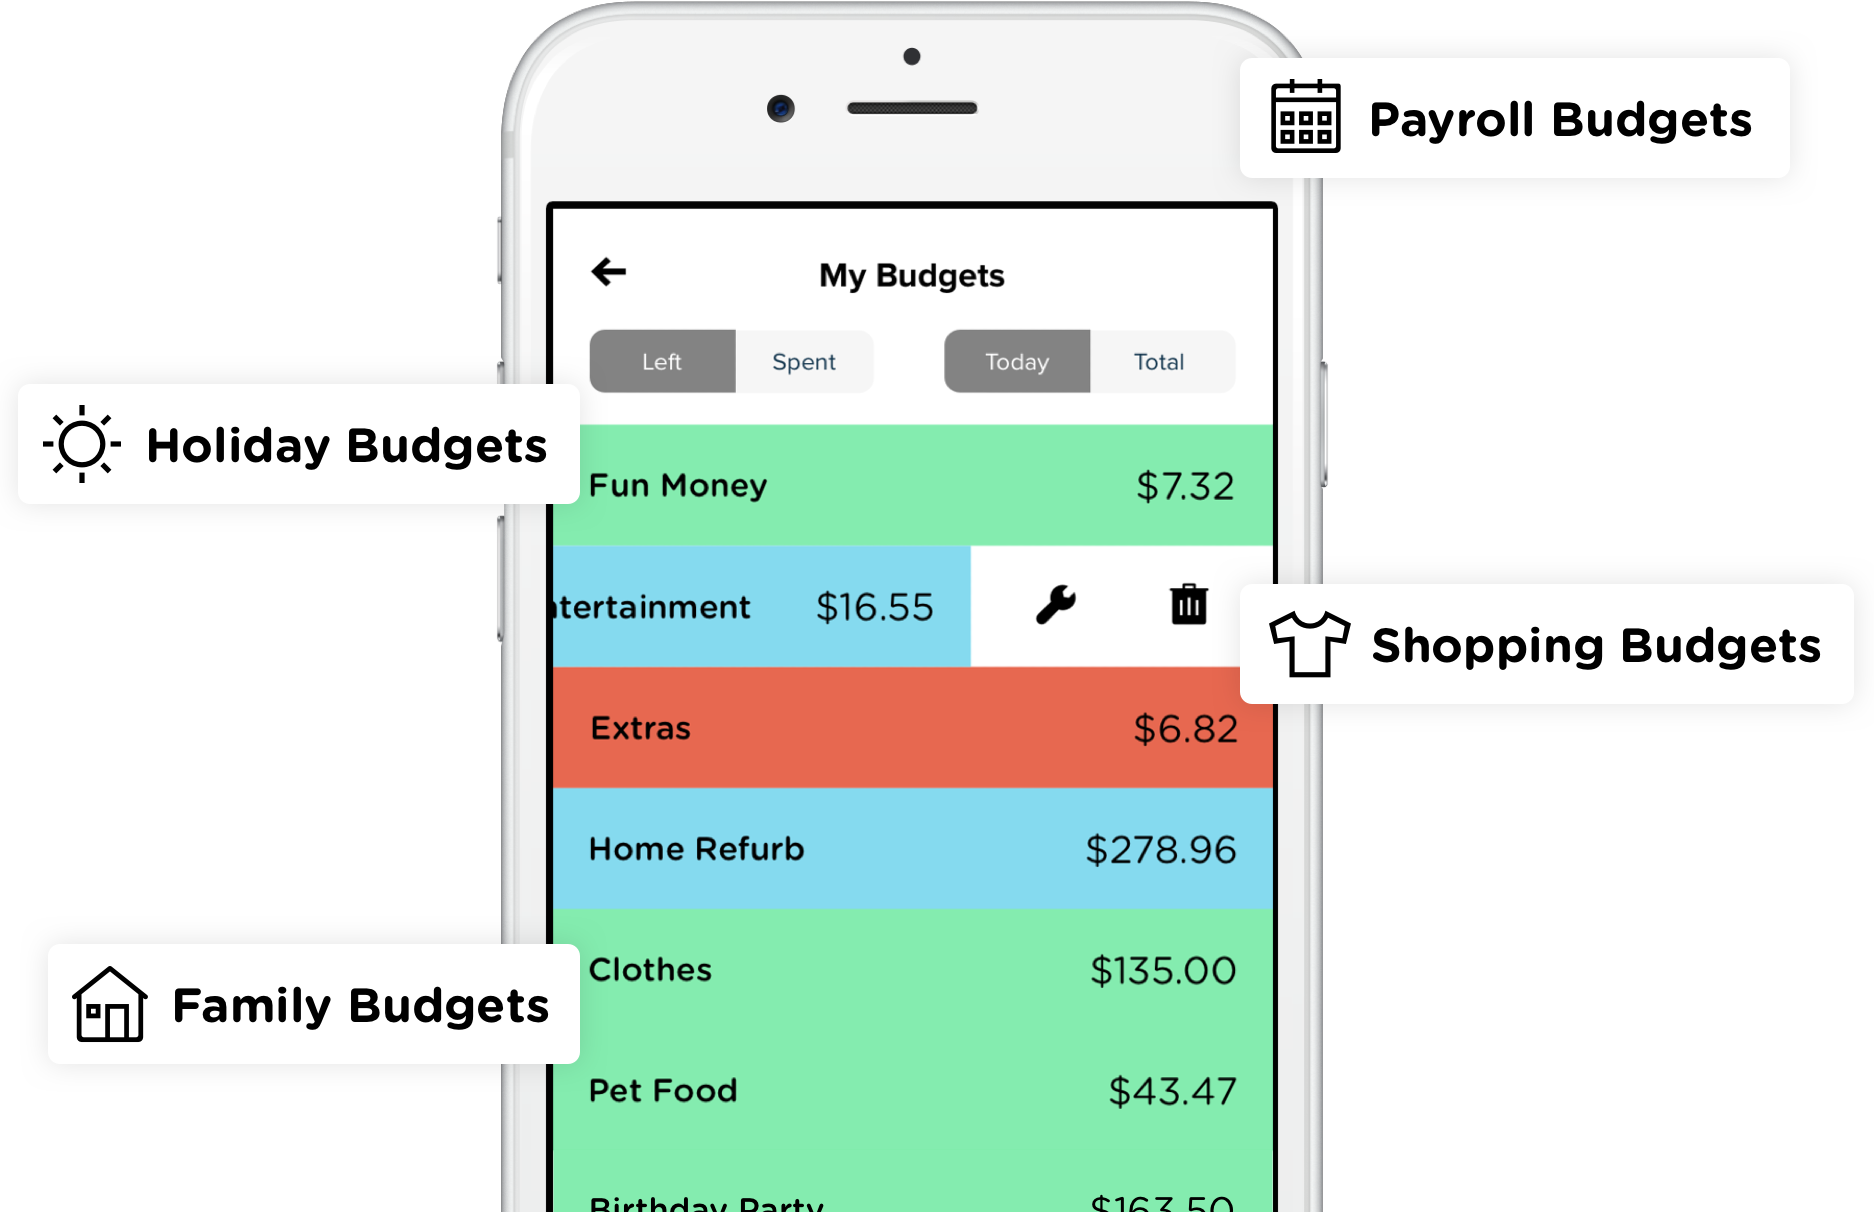 Payroll Budgets
My Budgets
Left Spent Today Total
Holiday Budgets
Fun Money $7.32
ntertainment $16.55
Shopping Budgets
Extras $6.82
Home Refurb $278.96
Clothes $135.00
Family Budgets
Pet Food $43.47
Birthday Party $163.50